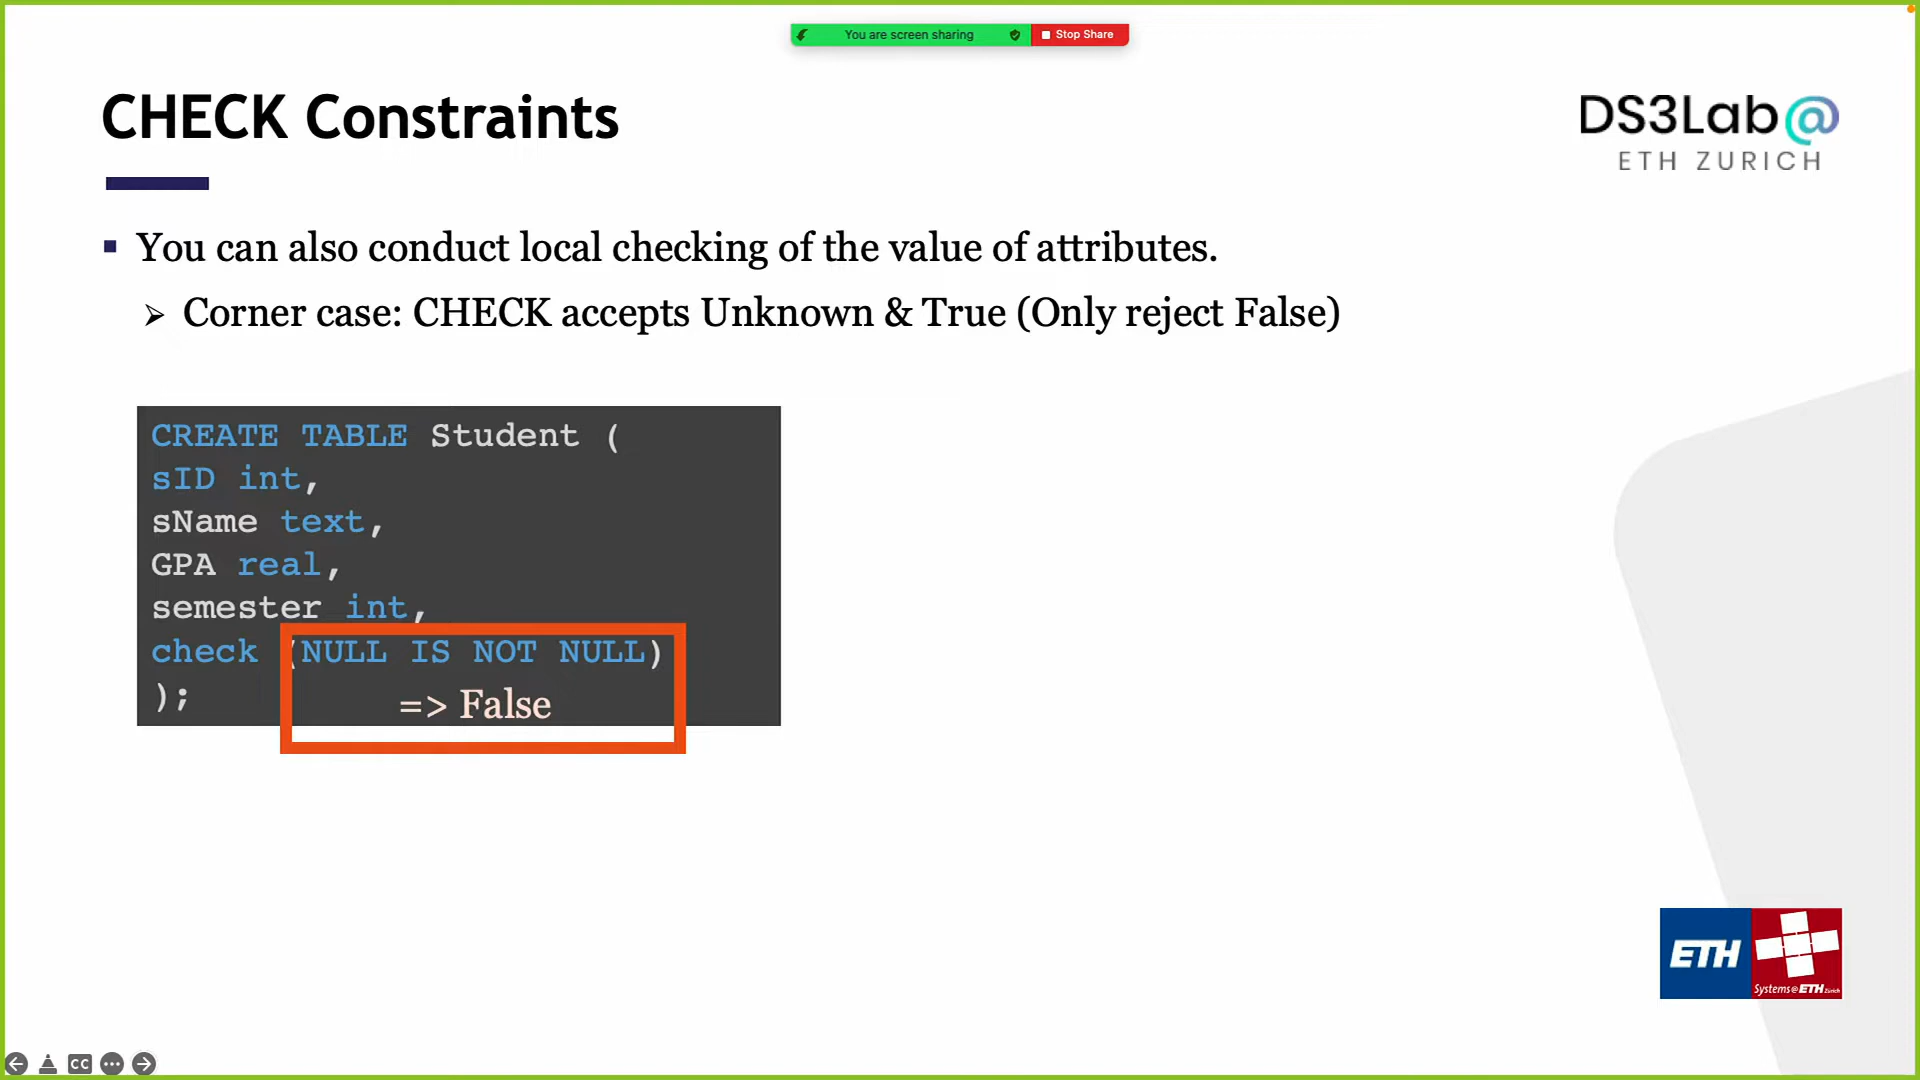 You are screen sharing
Stop Share
CHECK Constraints
DS3Lab@
ETH ZURICH
You can also conduct local checking of the value of attributes.
Corner case: CHECK accepts Unknown & True (Only reject False)
CREATE TABLE Student (
sID int,
sName text,
GPA real,
semester int,
check (NULL IS NOT NULL)
);
=> False
ETH
Systems@ETH Zürich
CC